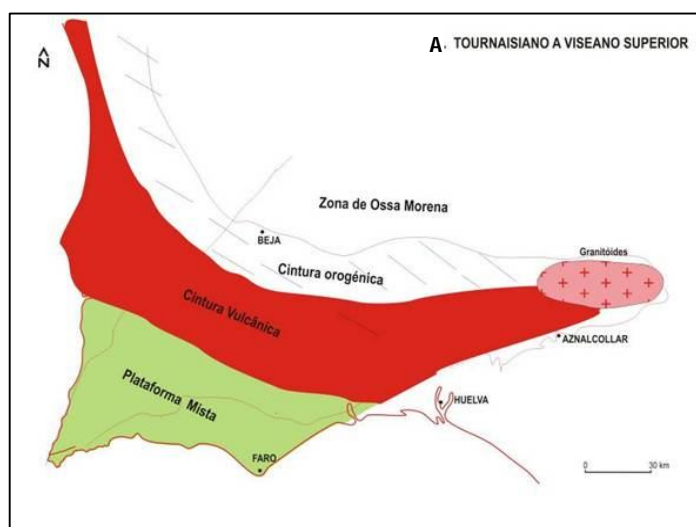 A. TOURNAISIANO A VISEANO SUPERIOR
N
Zona de Ossa Morena
BEJA
Granitóides
Cintura orogénica
Cintura Vulcânica
AZNALCOLLAR
Plataforma Mista
HUELVA
FARO
0 30 km